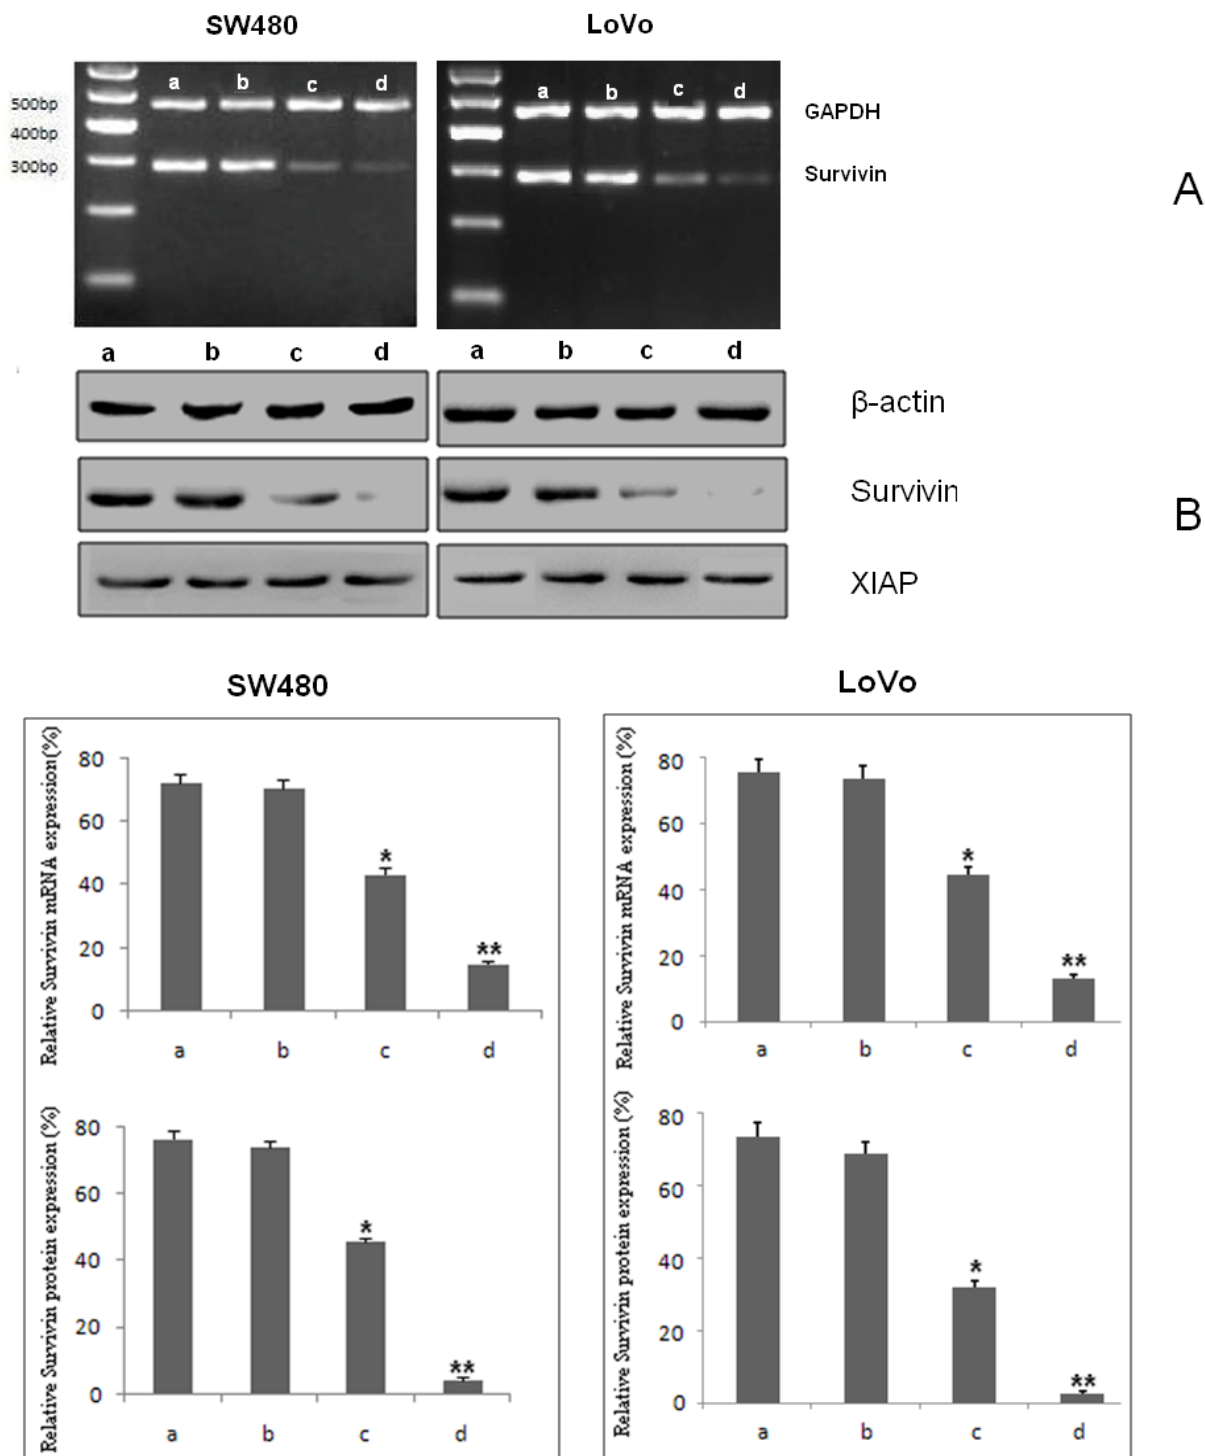 SW480 LoVo
a b c d a b c d
500bp
400bp
300bp
GAPDH
Survivin
A
a b c d a b c d
β-actin
Survivin
XIAP
B
SW480 LoVo
Relative Survivin mRNA expression(%)
80
60
40
20
0
* **
a b c d
Relative Survivin mRNA expression (%)
80
60
40
20
0
* **
a b c d
Relative Survivin protein expression (%)
80
60
40
20
0
* **
a b c d
Relative Survivin protein expression (%)
80
60
40
20
0
* **
a b c d